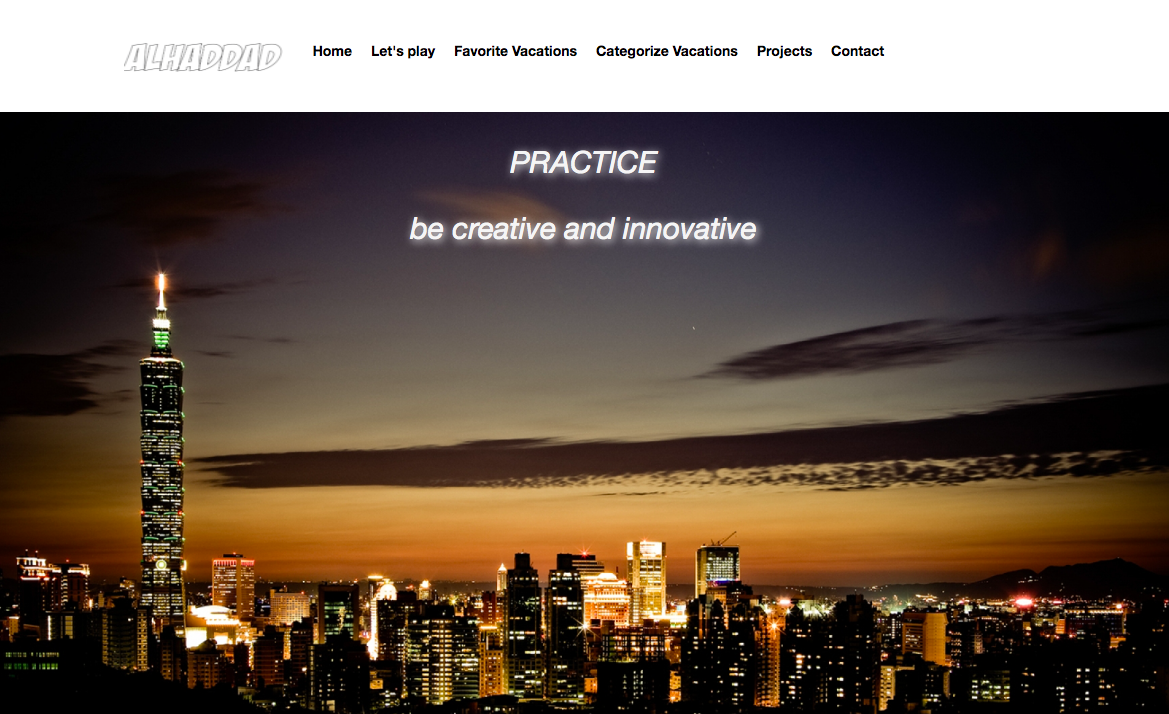 ALHADDAD
Home Let's play Favorite Vacations Categorize Vacations Projects Contact
PRACTICE
be creative and innovative